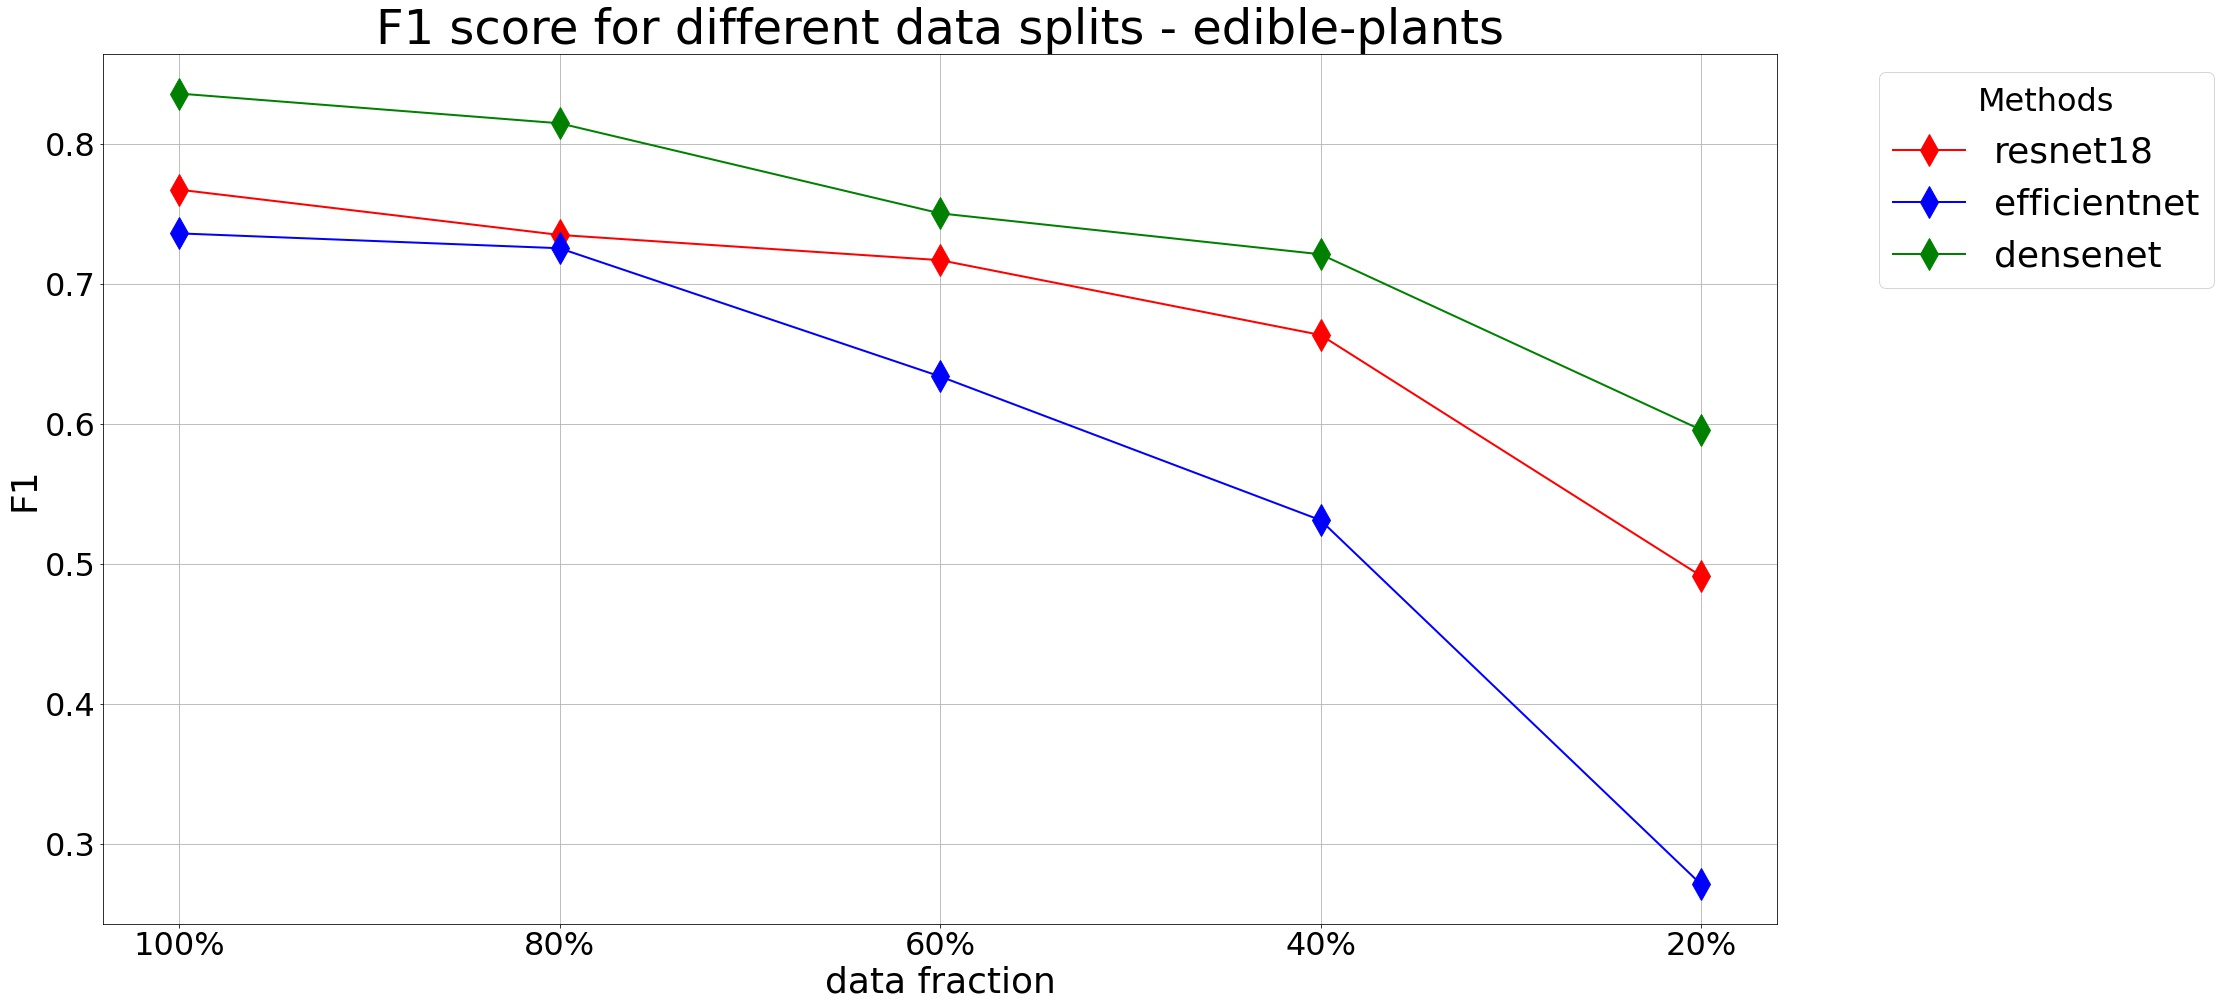 F1 score for different data splits - edible-plants
Methods
resnet18
efficientnet
densenet
F1
0.8
0.7
0.6
0.5
0.4
0.3
100% 80% 60% 40% 20%
data fraction